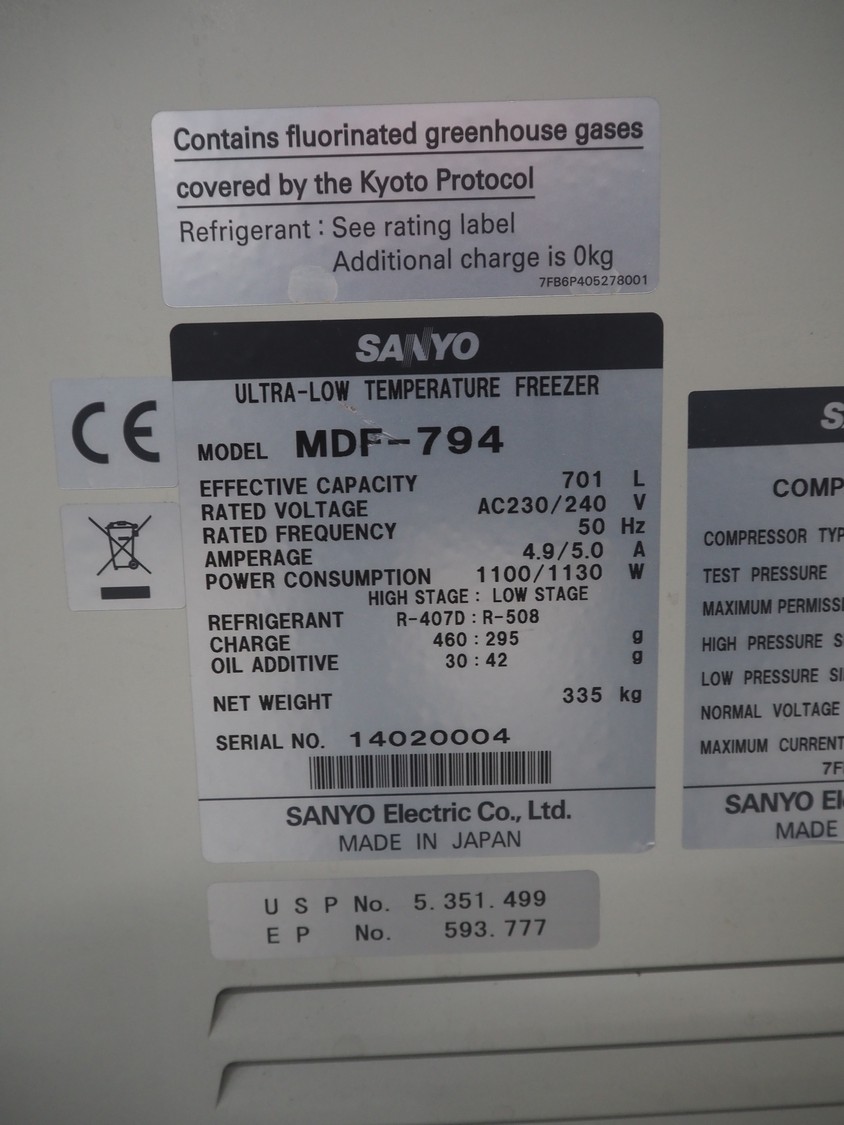 Contains fluorinated greenhouse gases
covered by the Kyoto Protocol
Refrigerant : See rating label
Additional charge is 0kg
7FB6P405278001
SANYO
ULTRA-LOW TEMPERATURE FREEZER
MODEL MDF-794
EFFECTIVE CAPACITY 701 L
RATED VOLTAGE AC230/240 V
RATED FREQUENCY 50 Hz
AMPERAGE 4.9/5.0 A
POWER CONSUMPTION 1100/1130 W
HIGH STAGE : LOW STAGE
REFRIGERANT R-407D : R-508
CHARGE 460 : 295 g
OIL ADDITIVE 30 : 42 g
NET WEIGHT 335 kg
SERIAL NO. 14020004
SANYO Electric Co., Ltd.
MADE IN JAPAN
CE
U S P No. 5. 351. 499
E P No. 593. 777
COMPRESSOR
TEST PRESSURE
MAXIMUM
HIGH PRESSURE
LOW PRESSURE
NORMAL VOLTAGE
MAXIMUM CURRENT
SANYO
MADE